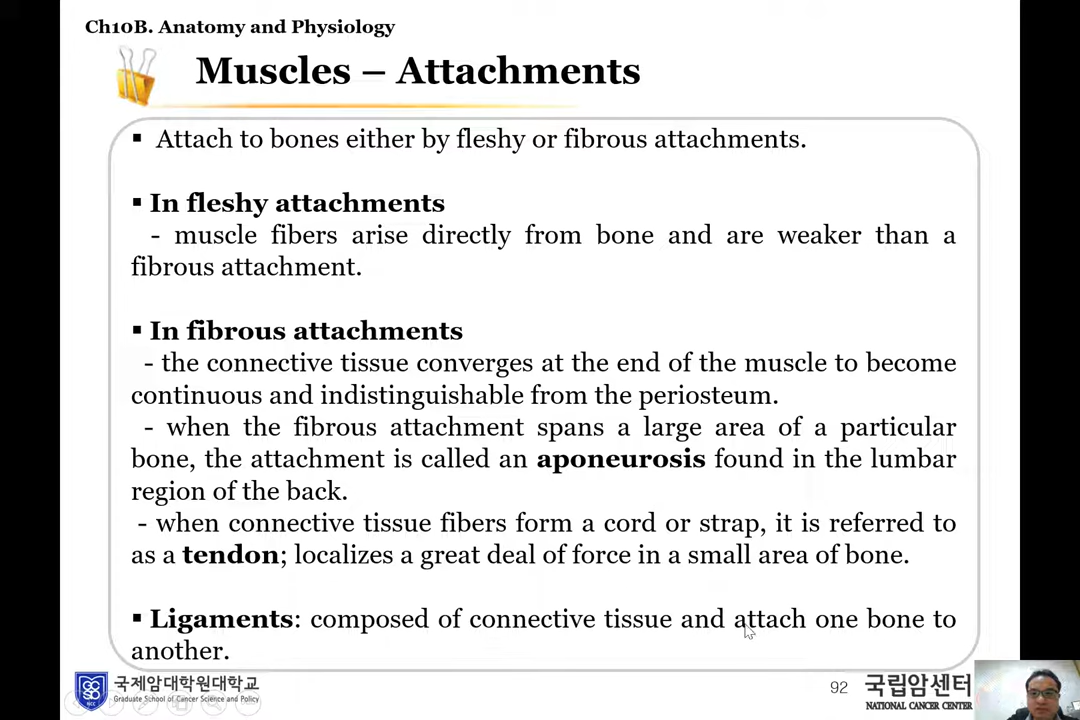 Ch10B. Anatomy and Physiology
Muscles – Attachments
▪ Attach to bones either by fleshy or fibrous attachments.
▪ In fleshy attachments
- muscle fibers arise directly from bone and are weaker than a
fibrous attachment.
▪ In fibrous attachments
- the connective tissue converges at the end of the muscle to become
continuous and indistinguishable from the periosteum.
- when the fibrous attachment spans a large area of a particular
bone, the attachment is called an aponeurosis found in the lumbar
region of the back.
- when connective tissue fibers form a cord or strap, it is referred to
as a tendon; localizes a great deal of force in a small area of bone.
▪ Ligaments: composed of connective tissue and attach one bone to
another.
국제암대학원대학교
Graduate School of Cancer Science and Policy
NCC
92
국립암센터
NATIONAL CANCER CENTER